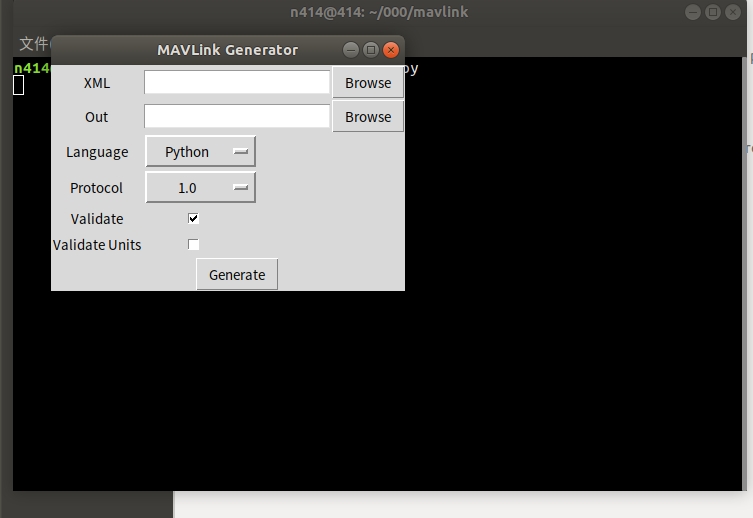 n414@414: ~/000/mavlink
文件
MAVLink Generator
n414
py
XML
Browse
Out
Browse
Language
Python
Protocol
1.0
Validate
Validate Units
Generate